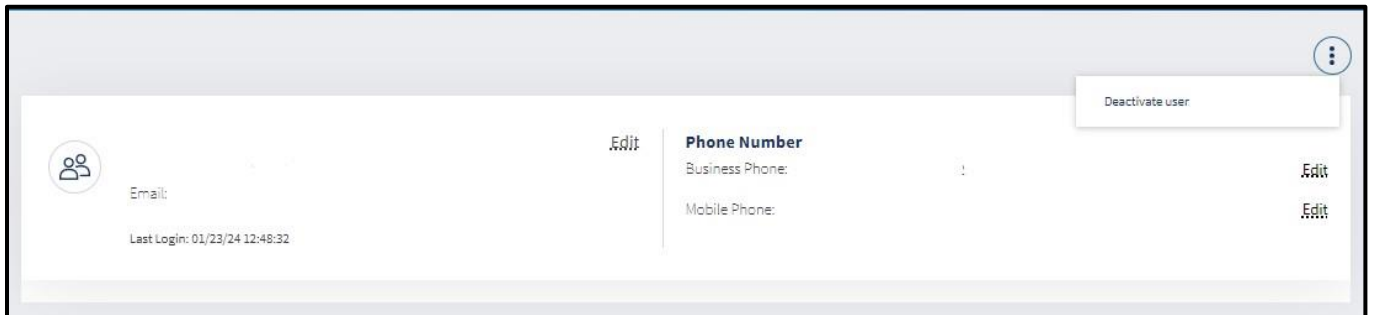 Deactivate user
Edit
Email:
Last Login: 01/23/24 12:48:32
Phone Number
Business Phone:
Edit
Mobile Phone:
Edit